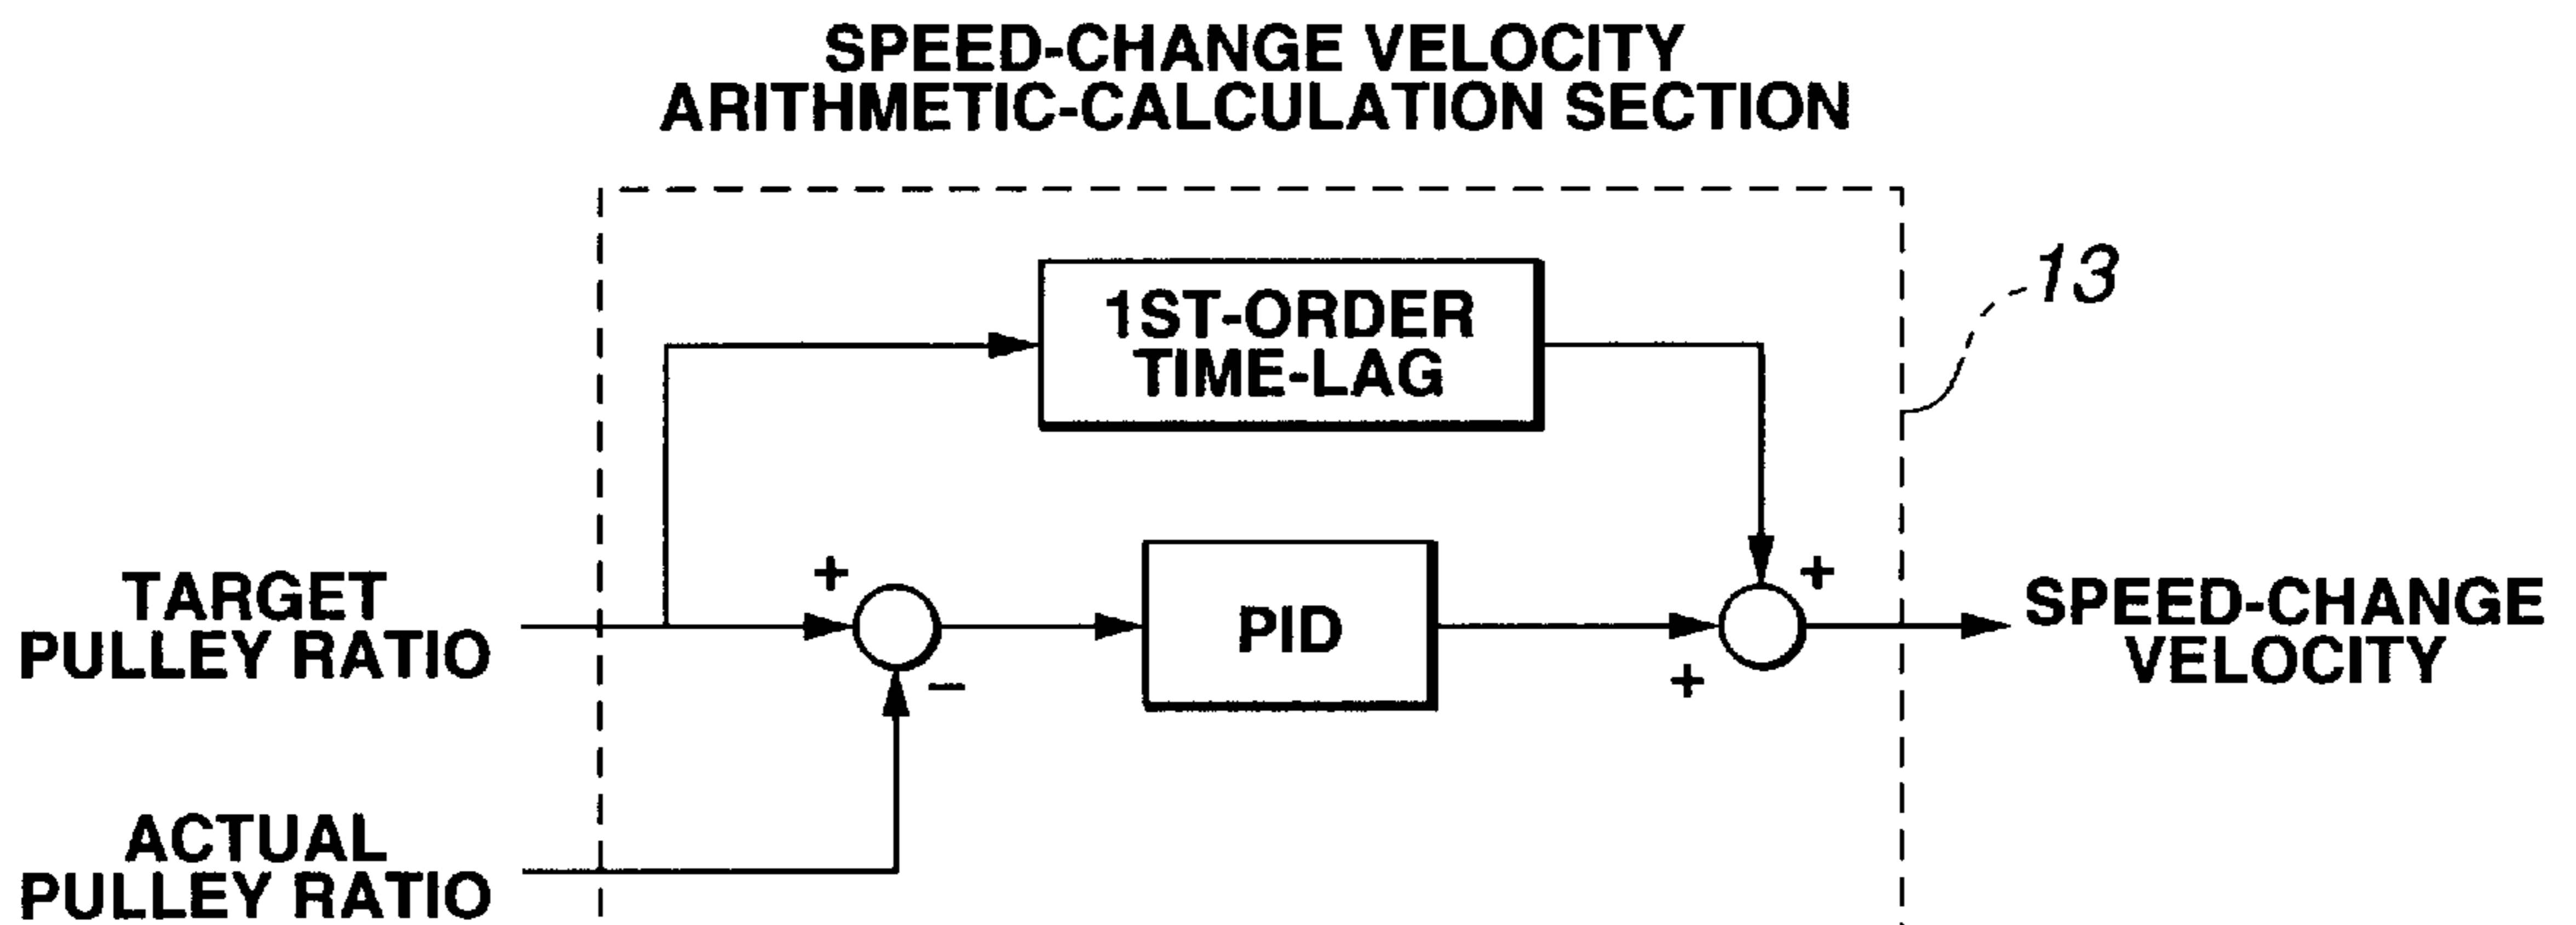 SPEED-CHANGE VELOCITY
ARITHMETIC-CALCULATION SECTION
13
1ST-ORDER
TIME-LAG
+
+
TARGET
PULLEY RATIO
PID
SPEED-CHANGE
VELOCITY
−
+
ACTUAL
PULLEY RATIO